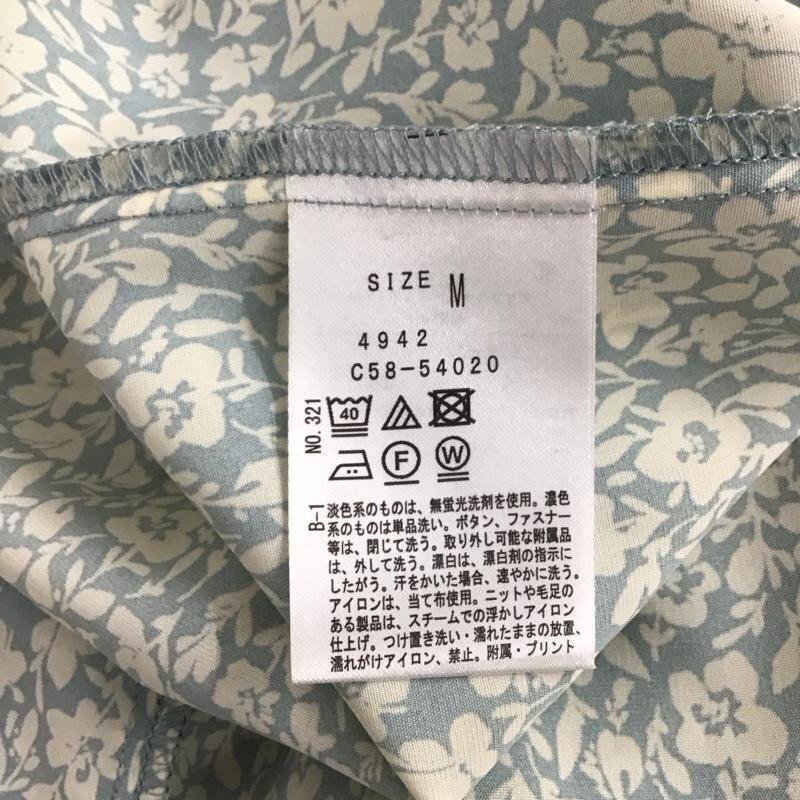 SIZE M
4942
C58-54020
NO. 321
40
F
W
B-1
淡色系のものは、無蛍光洗剤を使用。濃色
系のものは単品洗い。ボタン、ファスナー
等は、閉じて洗う。取り外し可能な附属品
は、外して洗う。漂白は、漂白剤の指示に
したがう。汗をかいた場合、速やかに洗う。
アイロンは、当て布使用。ニットや毛足の
ある製品は、スチームでの浮かしアイロン
仕上げ。つけ置き洗い・濡れたままの放置、
濡れがけアイロン、禁止。附属・プリント